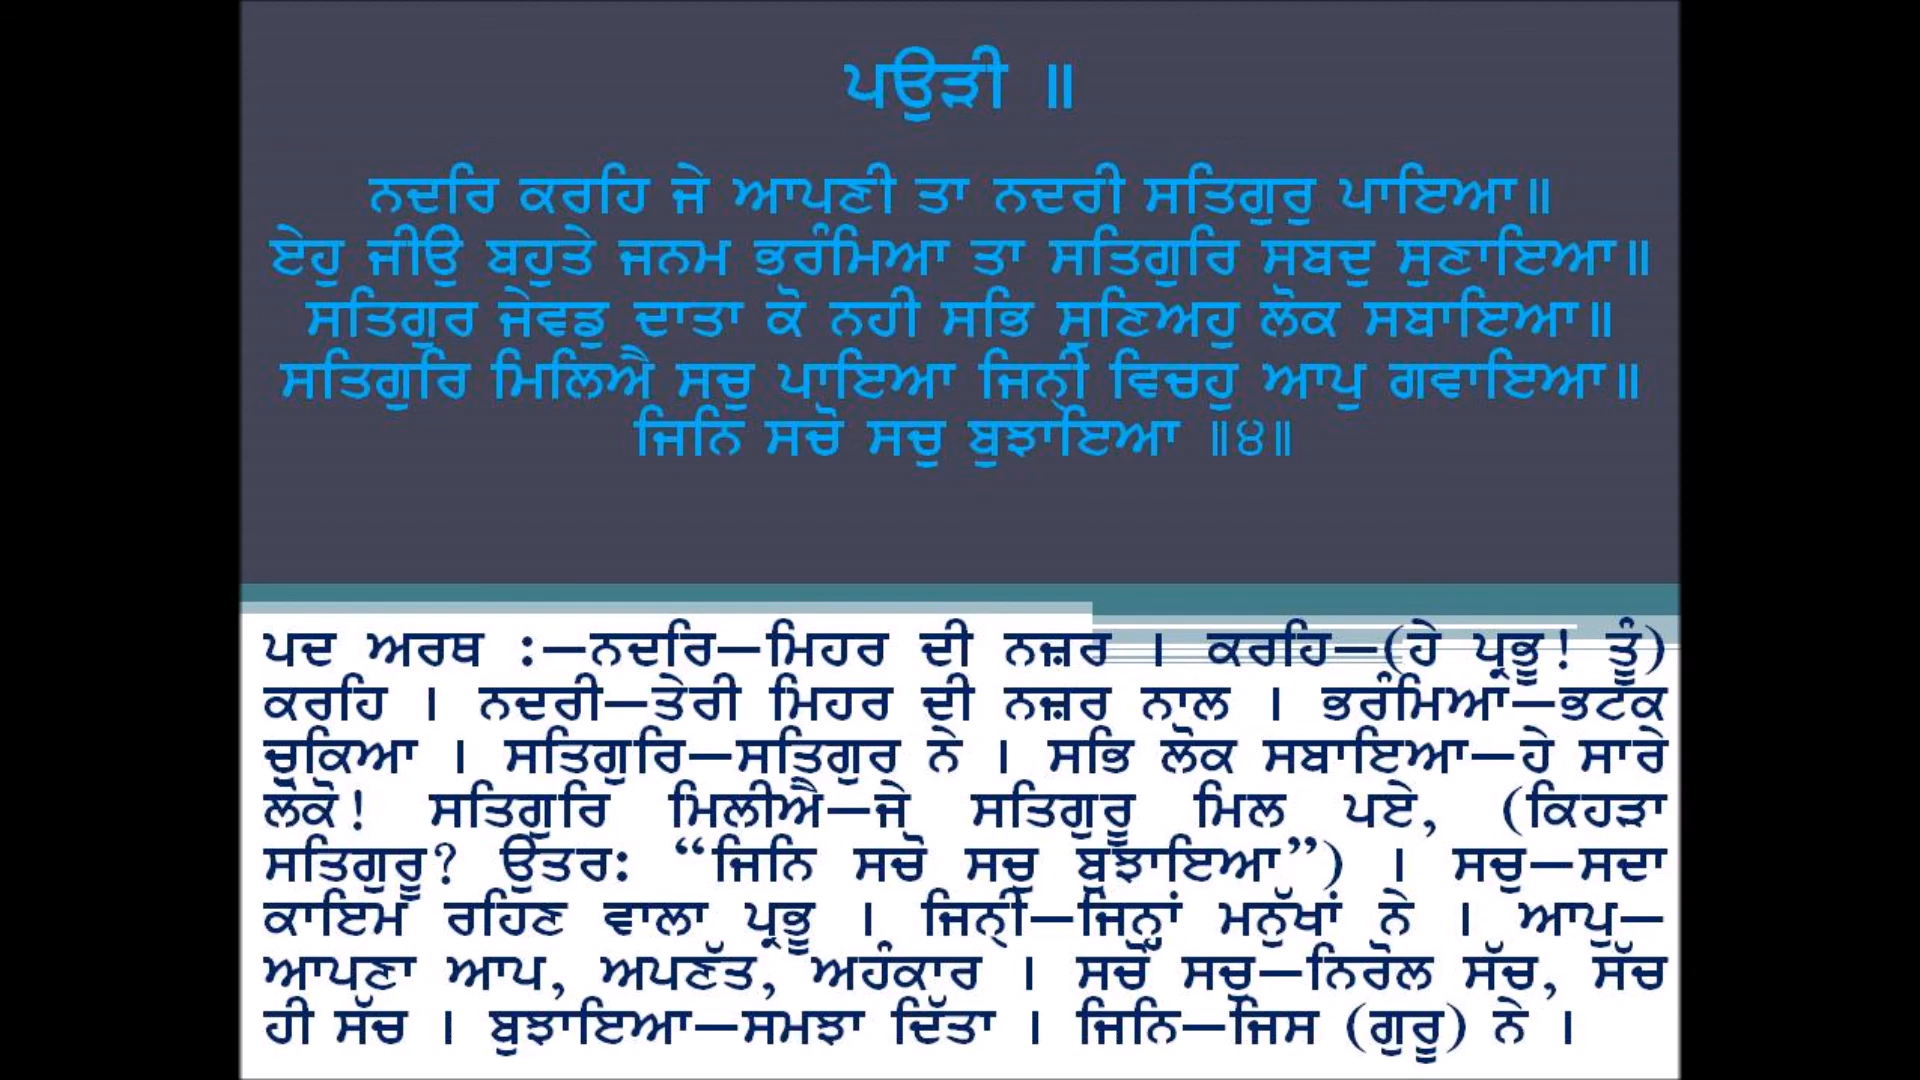 ਪਉੜੀ ॥
ਨਦਰਿ ਕਰਹਿ ਜੇ ਆਪਣੀ ਤਾ ਨਦਰੀ ਸਤਿਗੁਰੁ ਪਾਇਆ॥
ਏਹੁ ਜੀਉ ਬਹੁਤੇ ਜਨਮ ਭਰੰਮਿਆ ਤਾ ਸਤਿਗੁਰਿ ਸਬਦੁ ਸੁਣਾਇਆ॥
ਸਤਿਗੁਰ ਜੇਵਡੁ ਦਾਤਾ ਕੋ ਨਹੀ ਸਭਿ ਸੁਣਿਅਹੁ ਲੋਕ ਸਬਾਇਆ॥
ਸਤਿਗੁਰਿ ਮਿਲਿਐ ਸਚੁ ਪਾਇਆ ਜਿਨ੍ਹੀ ਵਿਚਹੁ ਆਪੁ ਗਵਾਇਆ॥
ਜਿਨਿ ਸਚੋ ਸਚੁ ਬੁਝਾਇਆ ॥੪॥
ਪਦ ਅਰਥ :—ਨਦਰਿ—ਮਿਹਰ ਦੀ ਨਜ਼ਰ । ਕਰਹਿ—(ਹੇ ਪ੍ਰਭੂ! ਤੂੰ)
ਕਰਹਿ । ਨਦਰੀ—ਤੇਰੀ ਮਿਹਰ ਦੀ ਨਜ਼ਰ ਨਾਲ । ਭਰੰਮਿਆ—ਭਟਕ
ਚੁਕਿਆ । ਸਤਿਗੁਰਿ—ਸਤਿਗੁਰ ਨੇ । ਸਭਿ ਲੋਕ ਸਬਾਇਆ—ਹੇ ਸਾਰੇ
ਲੋਕੋ! ਸਤਿਗੁਰਿ ਮਿਲੀਐ—ਜੇ ਸਤਿਗੁਰੂ ਮਿਲ ਪਏ, (ਕਿਹੜਾ
ਸਤਿਗੁਰੂ? ਉੱਤਰ: “ਜਿਨਿ ਸਚੋ ਸਚੁ ਬੁਝਾਇਆ”) । ਸਚੁ—ਸਦਾ
ਕਾਇਮ ਰਹਿਣ ਵਾਲਾ ਪ੍ਰਭੂ । ਜਿਨ੍ਹੀ—ਜਿਨ੍ਹਾਂ ਮਨੁੱਖਾਂ ਨੇ । ਆਪੁ—
ਆਪਣਾ ਆਪ, ਅਪਣੱਤ, ਅਹੰਕਾਰ । ਸਚੋ ਸਚੁ—ਨਿਰੋਲ ਸੱਚ, ਸੱਚ
ਹੀ ਸੱਚ । ਬੁਝਾਇਆ—ਸਮਝਾ ਦਿੱਤਾ । ਜਿਨਿ—ਜਿਸ (ਗੁਰੂ) ਨੇ ।